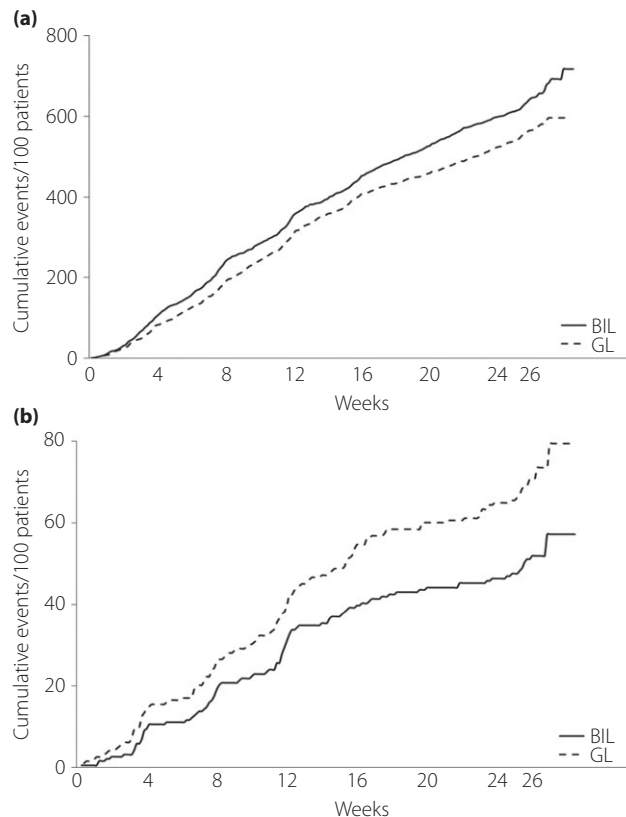 (a)
800
600
400
200
0
Cumulative events/100 patients
BIL
GL
0 4 8 12 16 20 24 26
Weeks
(b)
80
60
40
20
0
Cumulative events/100 patients
BIL
GL
0 4 8 12 16 20 24 26
Weeks